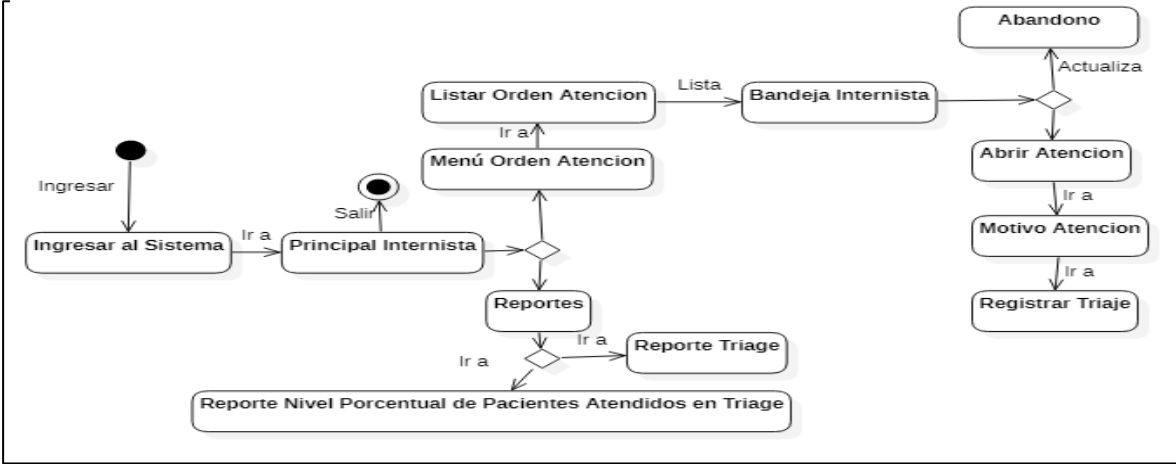 Abandono
Actualiza
Listar Orden Atencion
Lista
Bandeja Internista
Ir a
Menú Orden Atencion
Abrir Atencion
Ingresar
Ir a
Salir
Motivo Atencion
Ingresar al Sistema
Ir a
Principal Internista
Ir a
Reportes
Registrar Triaje
Ir a
Reporte Triage
Ir a
Reporte Nivel Porcentual de Pacientes Atendidos en Triage